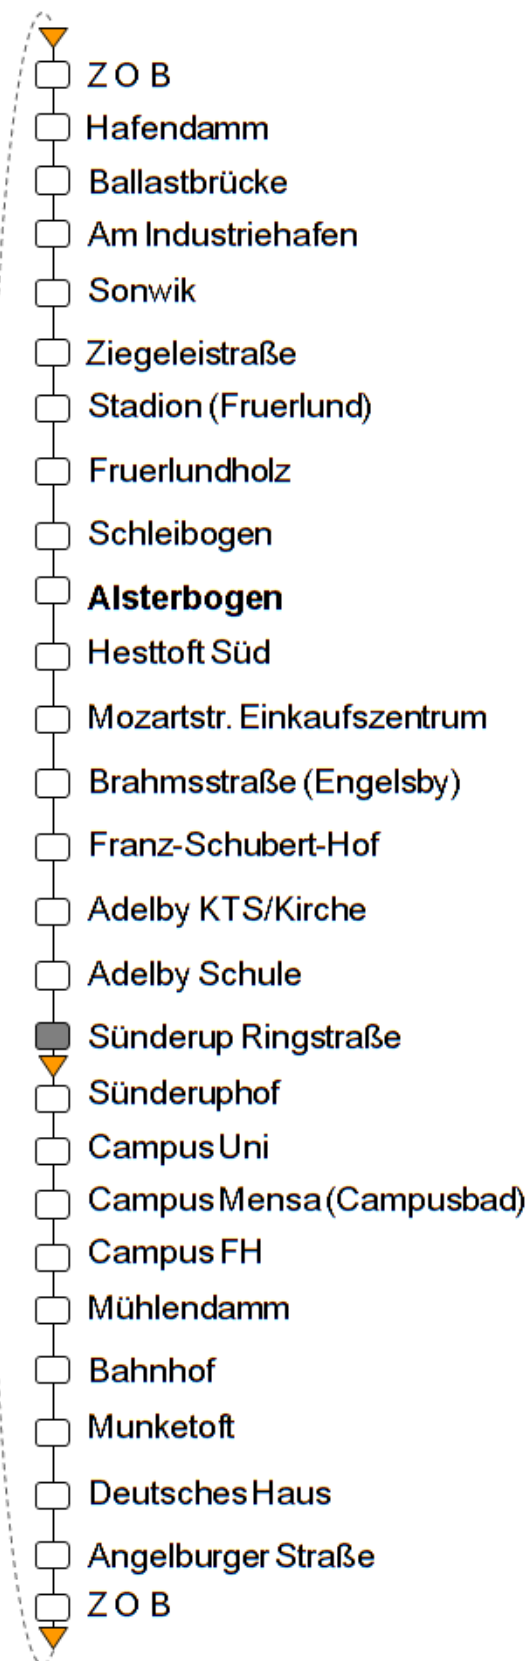 Z O B
Hafendamm
Ballastbrücke
Am Industriehafen
Sonwik
Ziegeleistraße
Stadion (Fruerlund)
Fruerlundholz
Schleibogen
Alsterbogen
Hesttoft Süd
Mozartstr. Einkaufszentrum
Brahmsstraße (Engelsby)
Franz-Schubert-Hof
Adelby KTS/Kirche
Adelby Schule
Sünderup Ringstraße
Sünderuphof
Campus Uni
Campus Mensa (Campusbad)
Campus FH
Mühlendamm
Bahnhof
Munketoft
Deutsches Haus
Angelburger Straße
Z O B